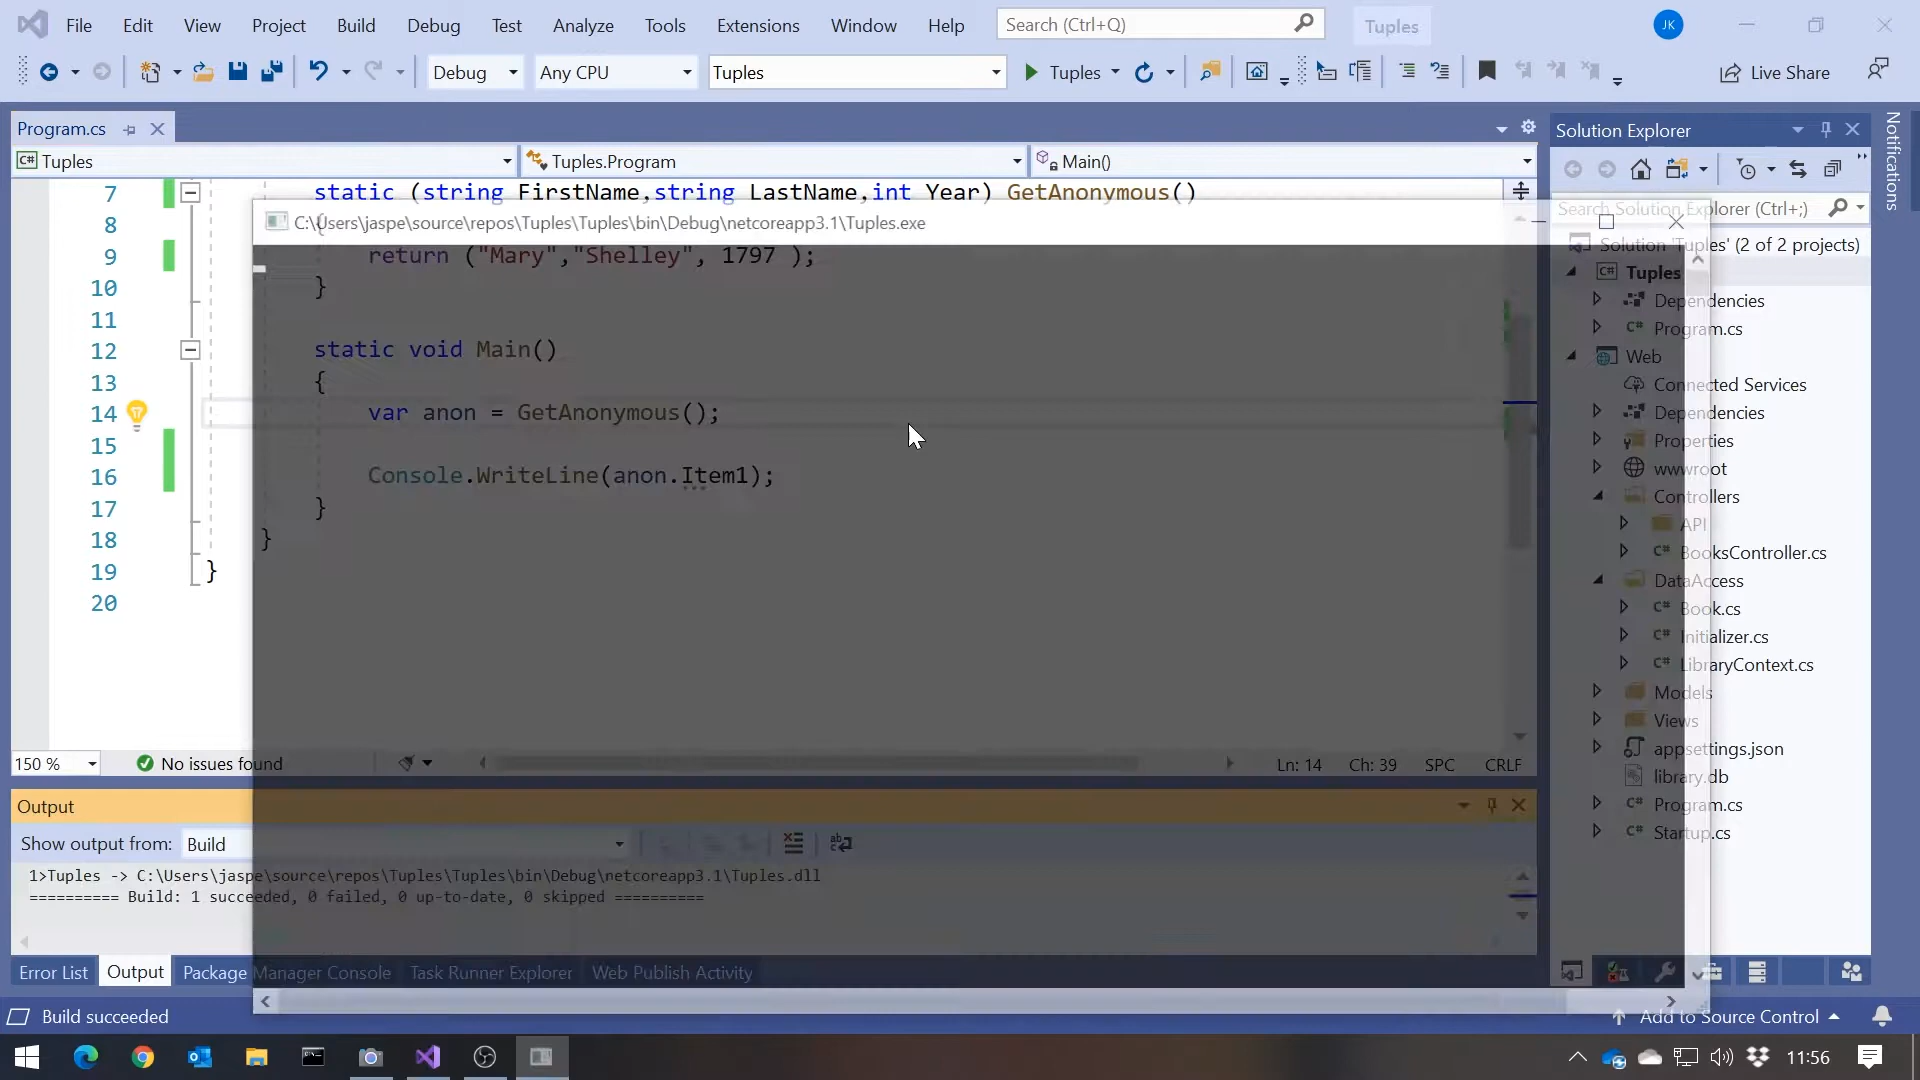 File Edit View Project Build Debug Test Analyze Tools Extensions Window Help Search (Ctrl+Q) Tuples JK
Debug Any CPU Tuples Tuples Live Share
Program.cs
Tuples Tuples.Program Main()
7 static (string FirstName,string LastName,int Year) GetAnonymous()
8 {
C:\Users\jaspe\source\repos\Tuples\Tuples\bin\Debug\netcoreapp3.1\Tuples.exe
9 return ("Mary","Shelley", 1797 );
10 }
11
12 static void Main()
13 {
14 var anon = GetAnonymous();
15
16 Console.WriteLine(anon.Item1);
17 }
18 }
19 }
20
150 % No issues found Ln: 14 Ch: 39 SPC CRLF
Output
Show output from: Build
1>Tuples -> C:\Users\jaspe\source\repos\Tuples\Tuples\bin\Debug\netcoreapp3.1\Tuples.dll
========== Build: 1 succeeded, 0 failed, 0 up-to-date, 0 skipped ==========
Error List Output Package Manager Console Task Runner Explorer Web Publish Activity
Solution Explorer
Search Solution Explorer (Ctrl+;)
Solution 'Tuples' (2 of 2 projects)
C# Tuples
Dependencies
C# Program.cs
Web
Connected Services
Dependencies
Properties
wwwroot
Controllers
API
C# BooksController.cs
DataAccess
C# Book.cs
C# Initializer.cs
C# LibraryContext.cs
Models
Views
appsettings.json
library.db
C# Program.cs
C# Startup.cs
Notifications
Build succeeded Add to Source Control
11:56